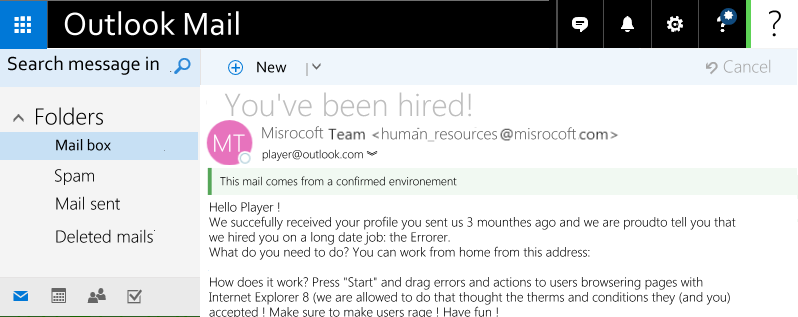 Outlook Mail
?
?
Search message in
New
Cancel
Folders
Mail box
Spam
Mail sent
Deleted mails
You've been hired!
MT
Misrocoft Team <human_resources@misrocoft com>
player@outlook.com
This mail comes from a confirmed environement
Hello Player !
We succefully received your profile you sent us 3 mounthes ago and we are proudto tell you that
we hired you on a long date job: the Errorer.
What do you need to do? You can work from home from this address:
How does it work? Press "Start" and drag errors and actions to users browsering pages with
Internet Explorer 8 (we are allowed to do that thought the therms and conditions they (and you)
accepted ! Make sure to make users rage ! Have fun !